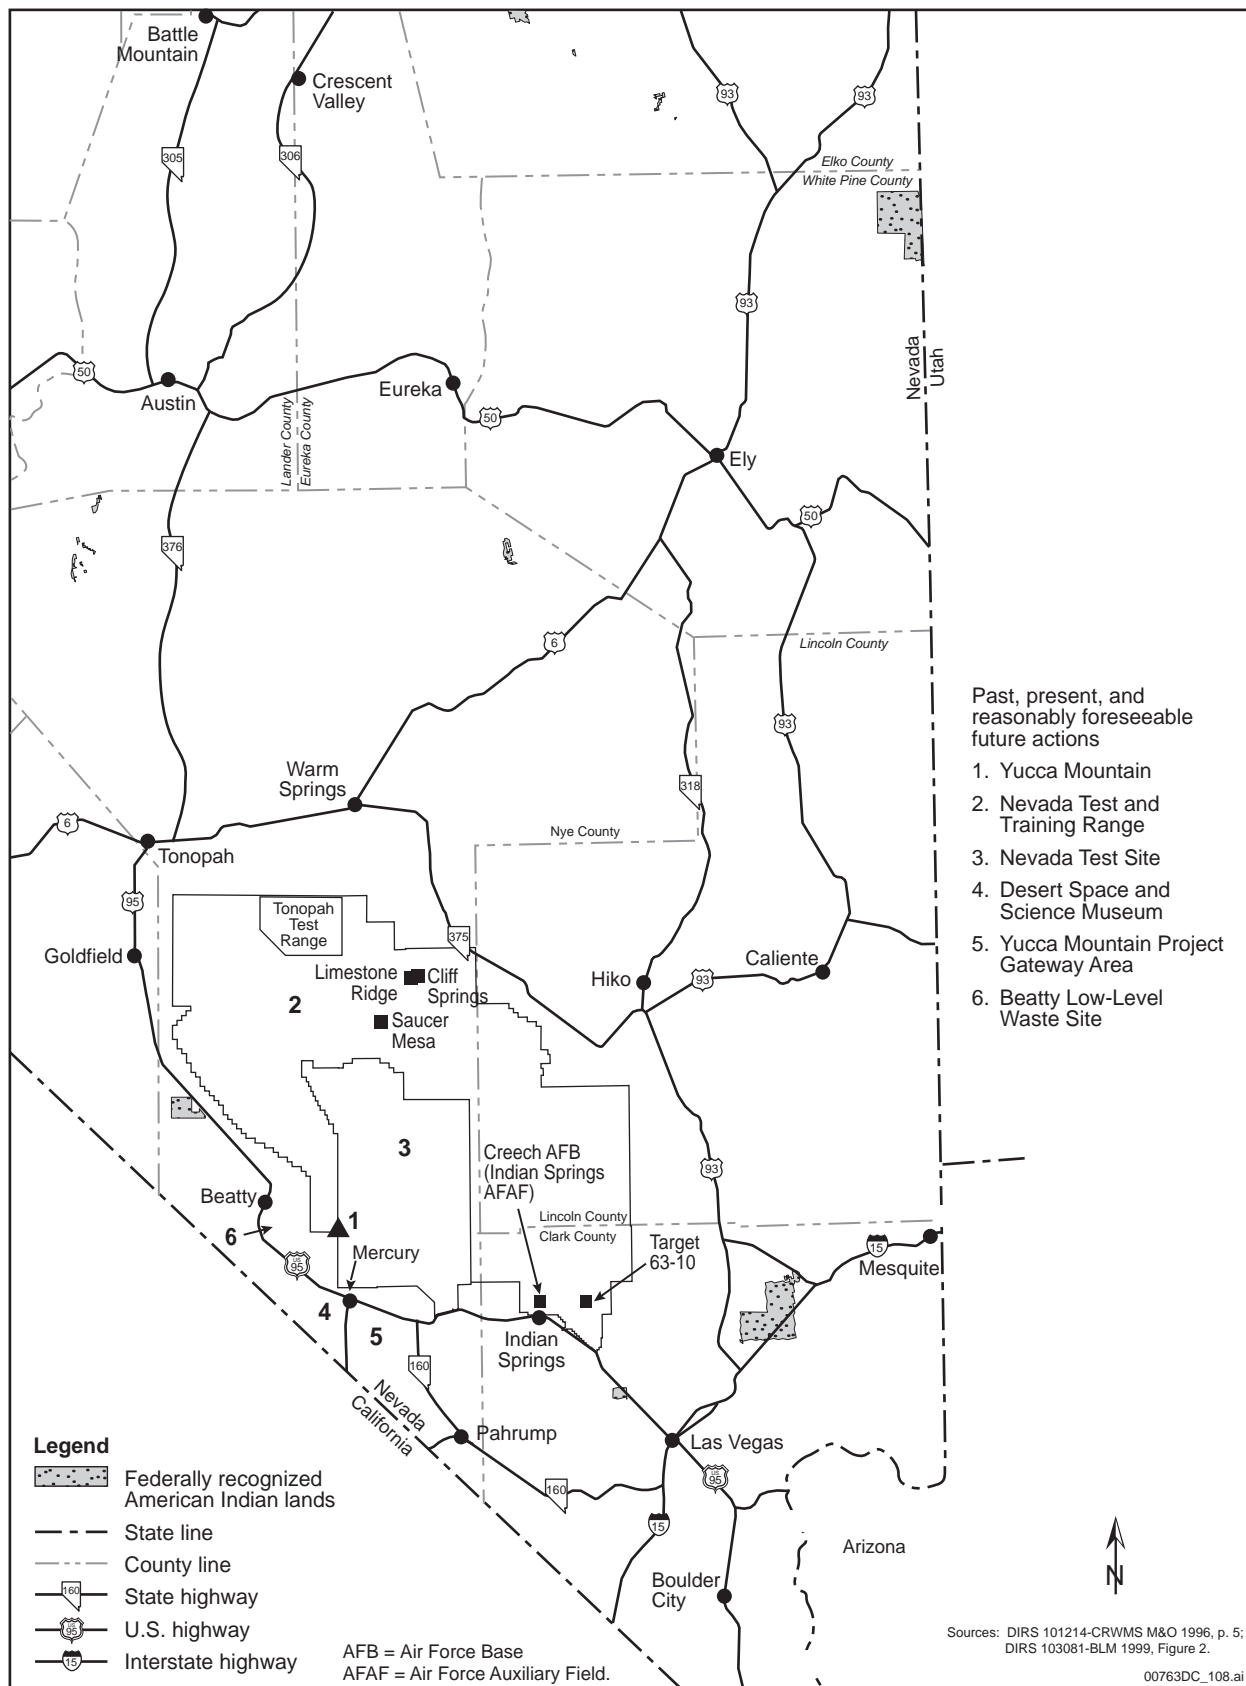 Battle
Mountain
Crescent
Valley
93
93
305
306
Elko County
White Pine County
93
Nevada
Utah
50
Austin
Eureka
50
Lander County
Eureka County
Ely
50
376
6
Lincoln County
93
Past, present, and
reasonably foreseeable
future actions
1. Yucca Mountain
2. Nevada Test and
Training Range
3. Nevada Test Site
4. Desert Space and
Science Museum
5. Yucca Mountain Project
Gateway Area
6. Beatty Low-Level
Waste Site
Warm
Springs
318
6
Nye County
Tonopah
95
Tonopah
Test
Range
375
Goldfield
Limestone
Ridge
Cliff
Springs
Hiko
93
Caliente
2
Saucer
Mesa
3
Creech AFB
(Indian Springs
AFAF)
93
Beatty
6
1
Lincoln County
Clark County
US
95
Mercury
Target
63-10
15
Mesquite
4
5
Indian
Springs
160
Nevada
California
Pahrump
Las Vegas
US
95
160
15
Arizona
Boulder
City
N
Legend
Federally recognized
American Indian lands
State line
County line
160
State highway
US
95
U.S. highway
15
Interstate highway
AFB = Air Force Base
AFAF = Air Force Auxiliary Field.
Sources: DIRS 101214-CRWMS M&O 1996, p. 5;
DIRS 103081-BLM 1999, Figure 2.
00763DC_108.ai